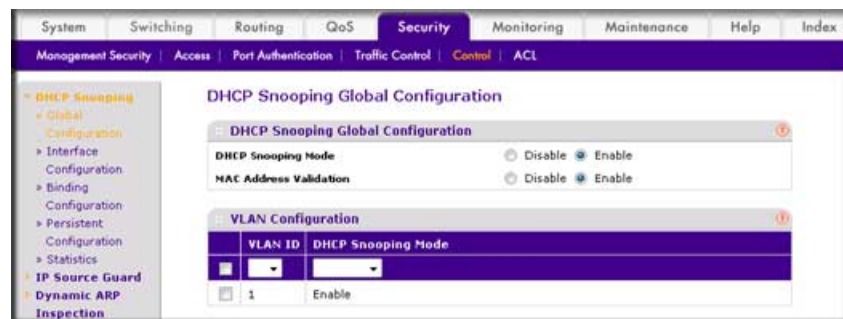 System Switching Routing QoS Security Monitoring Maintenance Help Index
Management Security | Access | Port Authentication | Traffic Control | Control | ACL
DHCP Snooping
» Global
Configuration
» Interface
Configuration
» Binding
Configuration
» Persistent
Configuration
» Statistics
IP Source Guard
Dynamic ARP
Inspection
DHCP Snooping Global Configuration
DHCP Snooping Global Configuration
DHCP Snooping Mode Disable Enable
MAC Address Validation Disable Enable
VLAN Configuration
VLAN ID DHCP Snooping Mode
1 Enable